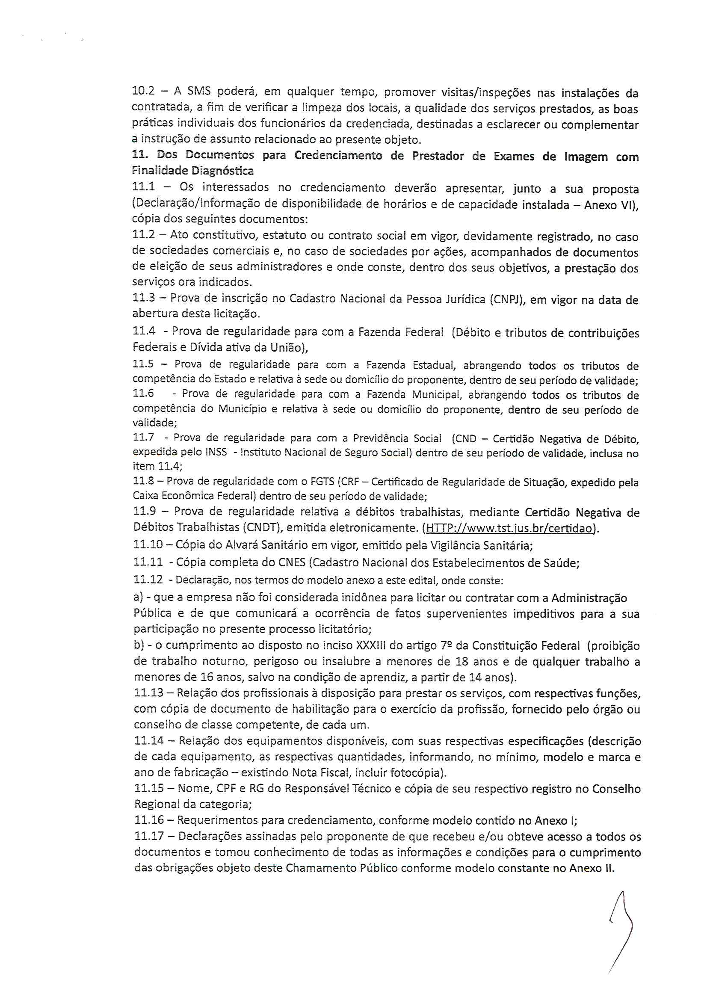 10.2 – A SMS poderá, em qualquer tempo, promover visitas/inspeções nas instalações da
contratada, a fim de verificar a limpeza dos locais, a qualidade dos serviços prestados, as boas
práticas individuais dos funcionários da credenciada, destinadas a esclarecer ou complementar
a instrução de assunto relacionado ao presente objeto.
11. Dos Documentos para Credenciamento de Prestador de Exames de Imagem com
Finalidade Diagnóstica
11.1 – Os interessados no credenciamento deverão apresentar, junto a sua proposta
(Declaração/informação de disponibilidade de horários e de capacidade instalada – Anexo VI),
cópia dos seguintes documentos:
11.2 – Ato constitutivo, estatuto ou contrato social em vigor, devidamente registrado, no caso
de sociedades comerciais e, no caso de sociedades por ações, acompanhados de documentos
de eleição de seus administradores e onde conste, dentro dos seus objetivos, a prestação dos
serviços ora indicados.
11.3 – Prova de inscrição no Cadastro Nacional da Pessoa Jurídica (CNPJ), em vigor na data de
abertura desta licitação.
11.4 - Prova de regularidade para com a Fazenda Federal (Débito e tributos de contribuições
Federais e Dívida ativa da União),
11.5 – Prova de regularidade para com a Fazenda Estadual, abrangendo todos os tributos de
competência do Estado e relativa à sede ou domicílio do proponente, dentro de seu período de validade;
11.6 - Prova de regularidade para com a Fazenda Municipal, abrangendo todos os tributos de
competência do Município e relativa à sede ou domicílio do proponente, dentro de seu período de
validade;
11.7 - Prova de regularidade para com a Previdência Social (CND – Certidão Negativa de Débito,
expedida pelo INSS - Instituto Nacional de Seguro Social) dentro de seu período de validade, inclusa no
item 11.4;
11.8 – Prova de regularidade com o FGTS (CRF – Certificado de Regularidade de Situação, expedido pela
Caixa Econômica Federal) dentro de seu período de validade;
11.9 – Prova de regularidade relativa a débitos trabalhistas, mediante Certidão Negativa de
Débitos Trabalhistas (CNDT), emitida eletronicamente. (HTTP://www.tst.jus.br/certidao).
11.10 – Cópia do Alvará Sanitário em vigor, emitido pela Vigilância Sanitária;
11.11 - Cópia completa do CNES (Cadastro Nacional dos Estabelecimentos de Saúde;
11.12 - Declaração, nos termos do modelo anexo a este edital, onde conste:
a) - que a empresa não foi considerada inidônea para licitar ou contratar com a Administração
Pública e de que comunicará a ocorrência de fatos supervenientes impeditivos para a sua
participação no presente processo licitatório;
b) - o cumprimento ao disposto no inciso XXXIII do artigo 7º da Constituição Federal (proibição
de trabalho noturno, perigoso ou insalubre a menores de 18 anos e de qualquer trabalho a
menores de 16 anos, salvo na condição de aprendiz, a partir de 14 anos).
11.13 – Relação dos profissionais à disposição para prestar os serviços, com respectivas funções,
com cópia de documento de habilitação para o exercício da profissão, fornecido pelo órgão ou
conselho de classe competente, de cada um.
11.14 – Relação dos equipamentos disponíveis, com suas respectivas especificações (descrição
de cada equipamento, as respectivas quantidades, informando, no mínimo, modelo e marca e
ano de fabricação – existindo Nota Fiscal, incluir fotocópia).
11.15 – Nome, CPF e RG do Responsável Técnico e cópia de seu respectivo registro no Conselho
Regional da categoria;
11.16 – Requerimentos para credenciamento, conforme modelo contido no Anexo I;
11.17 – Declarações assinadas pelo proponente de que recebeu e/ou obteve acesso a todos os
documentos e tomou conhecimento de todas as informações e condições para o cumprimento
das obrigações objeto deste Chamamento Público conforme modelo constante no Anexo II.